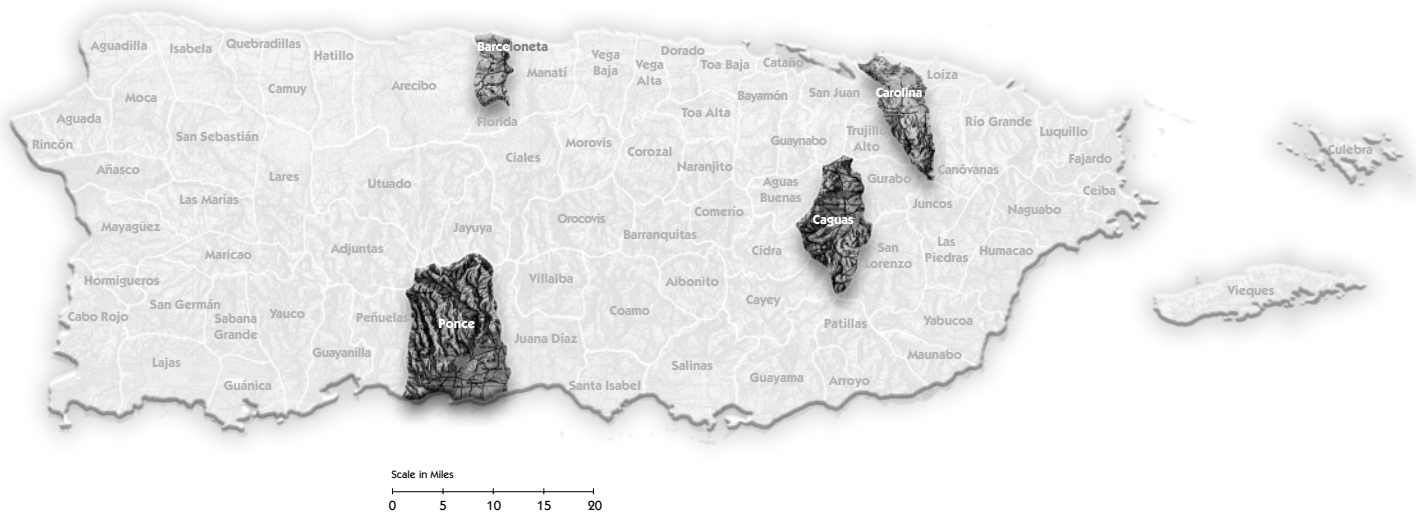 Aguadilla
Isabela
Quebradillas
Hatillo
Barceloneta
Vega
Baja
Dorado
Camuy
Arecibo
Manatí
Vega
Alta
Toa Baja
Cataño
Loiza
Moca
Bayamón
San Juan
Carolina
Aguada
Florida
Toa Alta
Rio Grande
Luquillo
Rincón
San Sebastián
Morovis
Guaynabo
Trujillo
Alto
Culebra
Añasco
Lares
Utuado
Ciales
Corozal
Naranjito
Aguas
Buenas
Gurabo
Canóvanas
Fajardo
Las Marías
Ceiba
Mayagüez
Jayuya
Orocovis
Comerío
Caguas
Juncos
Naguabo
Maricao
Adjuntas
Barranquitas
Cidra
San
Lorenzo
Las
Piedras
Humacao
Hormigueros
Villalba
Aibonito
Vieques
Cabo Rojo
San Germán
Sabana
Grande
Yauco
Peñuelas
Ponce
Coamo
Cayey
Patillas
Yabucoa
Lajas
Guayanilla
Juana Díaz
Maunabo
Guánica
Santa Isabel
Salinas
Guayama
Arroyo
Scale in Miles
0 5 10 15 20